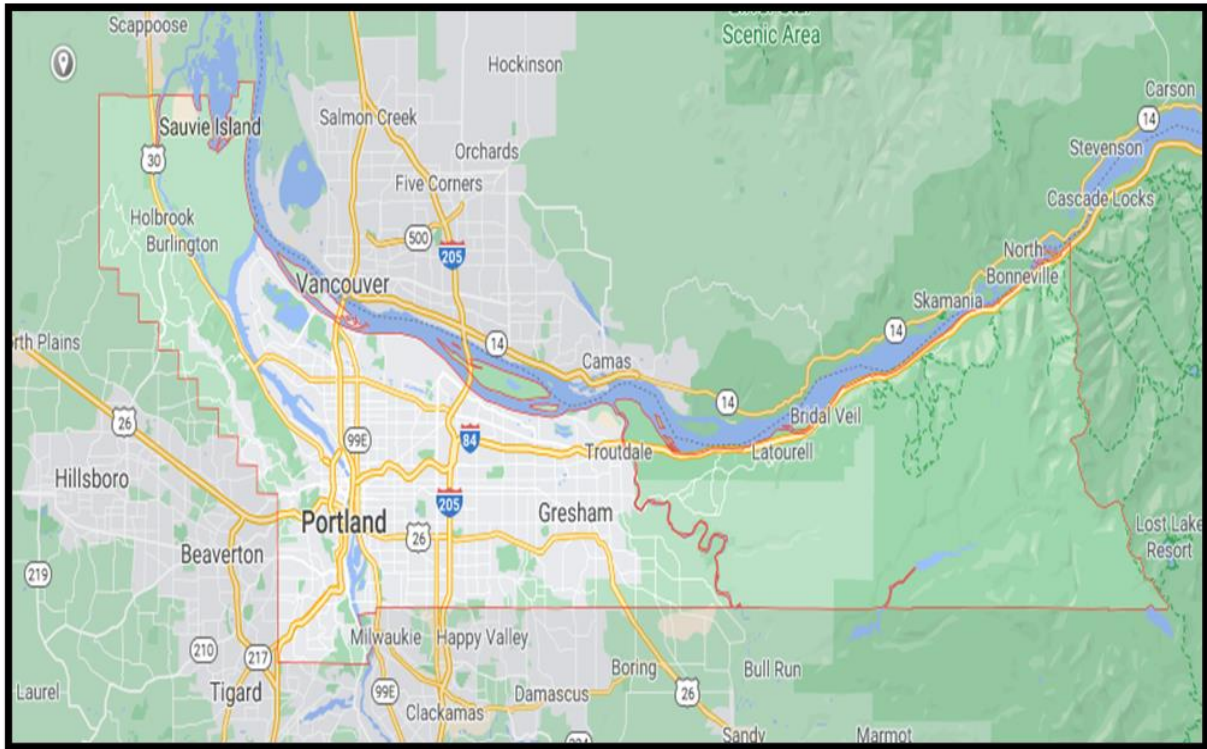 Scenic Area
Scappoose
Hockinson
Carson
14
Salmon Creek
Sauvie Island
Stevenson
Orchards
30
Five Corners
Cascade Locks
Holbrook
Burlington
500
205
North
Bonneville
Vancouver
Skamania
14
14
rth Plains
Camas
14
Bridal Veil
26
99E
84
Troutdale
Latourell
Hillsboro
205
Gresham
Portland
26
Lost Lake
Resort
Beaverton
219
Milwaukie
Happy Valley
210
217
Boring
Bull Run
Laurel
Tigard
99E
Damascus
26
Clackamas
Sandy
Marmot